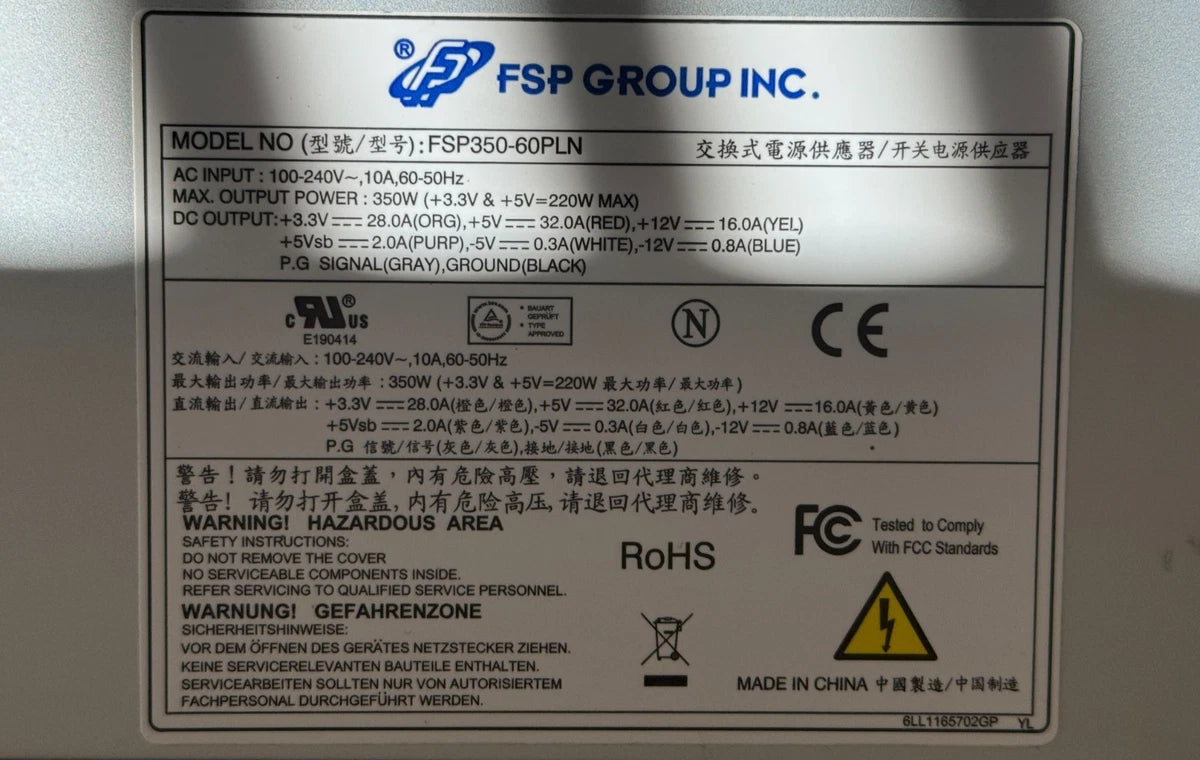 ® FSP GROUP INC.
MODEL NO (型號/型号):FSP350-60PLN 交換式電源供應器/开关电源供应器
AC INPUT : 100-240V~,10A,60-50Hz
MAX. OUTPUT POWER : 350W (+3.3V & +5V=220W MAX)
DC OUTPUT:+3.3V ⎓ 28.0A(ORG),+5V ⎓ 32.0A(RED),+12V ⎓ 16.0A(YEL)
+5Vsb ⎓ 2.0A(PURP),-5V ⎓ 0.3A(WHITE),-12V ⎓ 0.8A(BLUE)
P.G SIGNAL(GRAY),GROUND(BLACK)
c RU ® US
E190414
BAUART
GEPRÜFT
TYPE
APPROVED
N
CE
交流輸入/交流输入 : 100-240V~,10A,60-50Hz
最大輸出功率/最大输出功率 : 350W (+3.3V & +5V=220W 最大功率/最大功率)
直流輸出/直流输出 : +3.3V ⎓ 28.0A(橙色/橙色),+5V ⎓ 32.0A(紅色/红色),+12V ⎓ 16.0A(黃色/黄色)
+5Vsb ⎓ 2.0A(紫色/紫色),-5V ⎓ 0.3A(白色/白色),-12V ⎓ 0.8A(藍色/蓝色)
P.G 信號/信号(灰色/灰色),接地/接地(黑色/黑色)
警告！請勿打開盒蓋，內有危險高壓，請退回代理商維修。
警告! 请勿打开盒盖,内有危险高压,请退回代理商维修。
WARNING! HAZARDOUS AREA
SAFETY INSTRUCTIONS:
DO NOT REMOVE THE COVER
NO SERVICEABLE COMPONENTS INSIDE.
REFER SERVICING TO QUALIFIED SERVICE PERSONNEL.
WARNUNG! GEFAHRENZONE
SICHERHEITSHINWEISE:
VOR DEM ÖFFNEN DES GERÄTES NETZSTECKER ZIEHEN.
KEINE SERVICERELEVANTEN BAUTEILE ENTHALTEN.
SERVICEARBEITEN SOLLTEN NUR VON AUTORISIERTEM
FACHPERSONAL DURCHGEFÜHRT WERDEN.
RoHS
FC Tested to Comply
With FCC Standards
MADE IN CHINA 中國製造/中国制造
6LL1165702GP YL